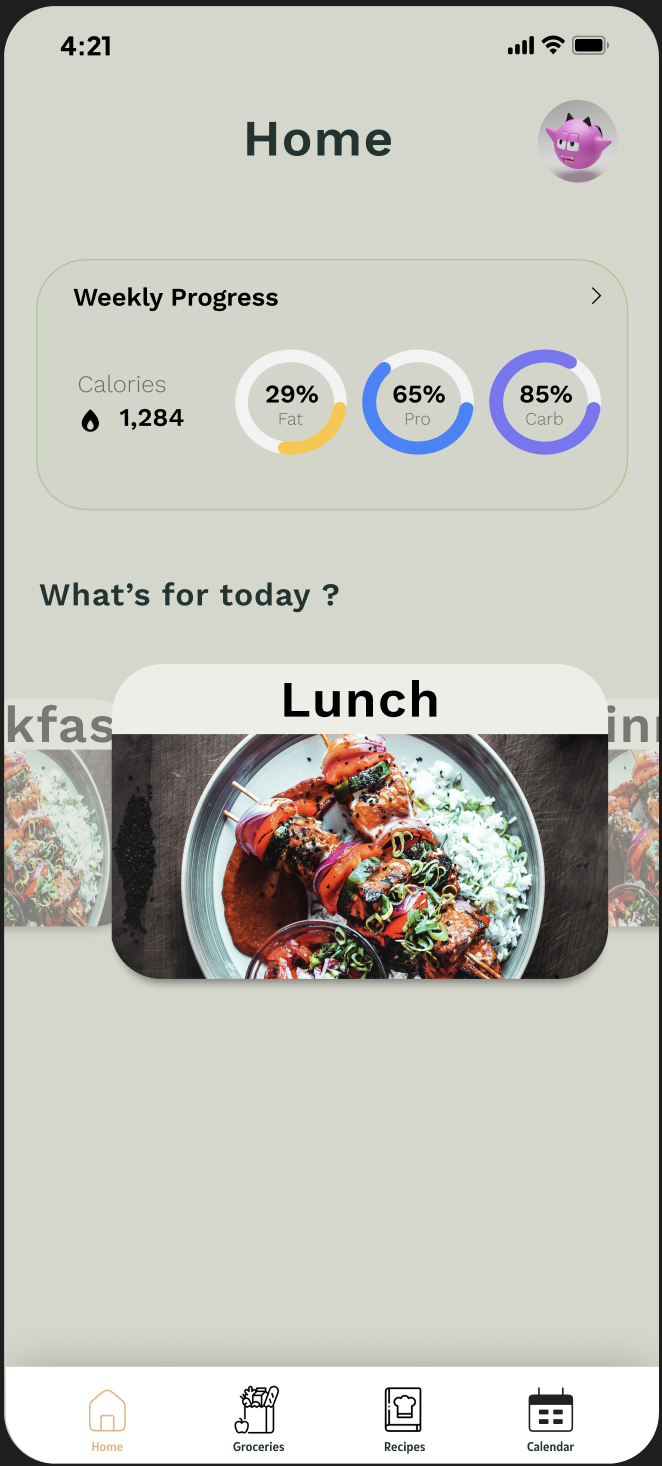 4:21
Home
Weekly Progress
Calories
1,284
29%
Fat
65%
Pro
85%
Carb
What’s for today ?
kfas
Lunch
inn
Home
Groceries
Recipes
Calendar